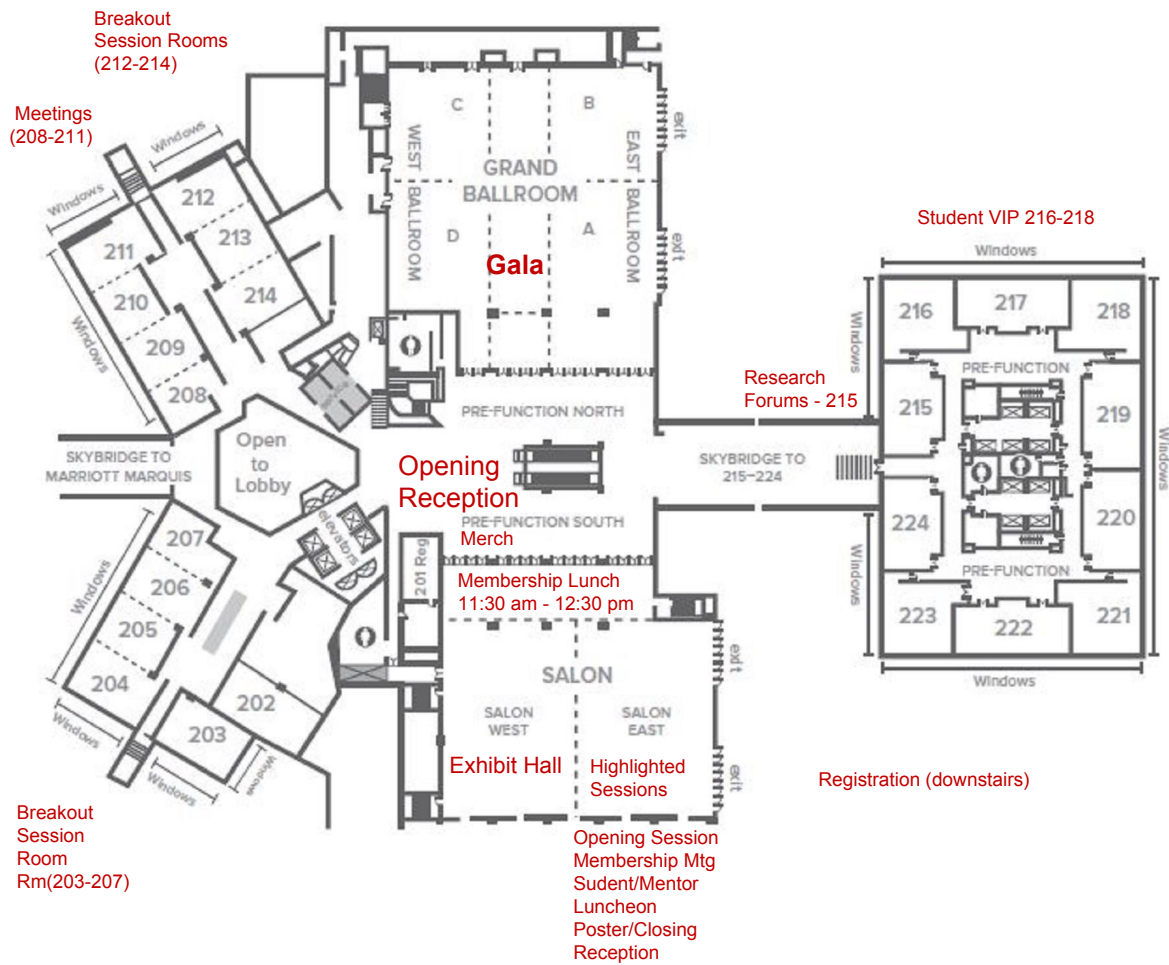 Breakout
Session Rooms
(212-214)
Meetings
(208-211)
Windows
Windows
212
211
213
210
214
209
208
Windows
C
B
WEST BALLROOM
GRAND
BALLROOM
EAST BALLROOM
D
A
Gala
exit
exit
Student VIP 216-218
Windows
216
217
218
Windows
PRE-FUNCTION
Research
Forums - 215
215
219
Windows
SKYBRIDGE TO
215–224
224
220
PRE-FUNCTION
Windows
223
222
221
Windows
PRE-FUNCTION NORTH
SKYBRIDGE TO
MARRIOTT MARQUIS
Open
to
Lobby
Opening
Reception
PRE-FUNCTION SOUTH
Merch
elevators
201 Reg
Membership Lunch
11:30 am - 12:30 pm
207
206
205
204
202
203
Windows
Windows
Windows
Windows
SALON
SALON
WEST
SALON
EAST
exit
exit
Exhibit Hall
Highlighted
Sessions
Registration (downstairs)
Breakout
Session
Room
Rm(203-207)
Opening Session
Membership Mtg
Sudent/Mentor
Luncheon
Poster/Closing
Reception